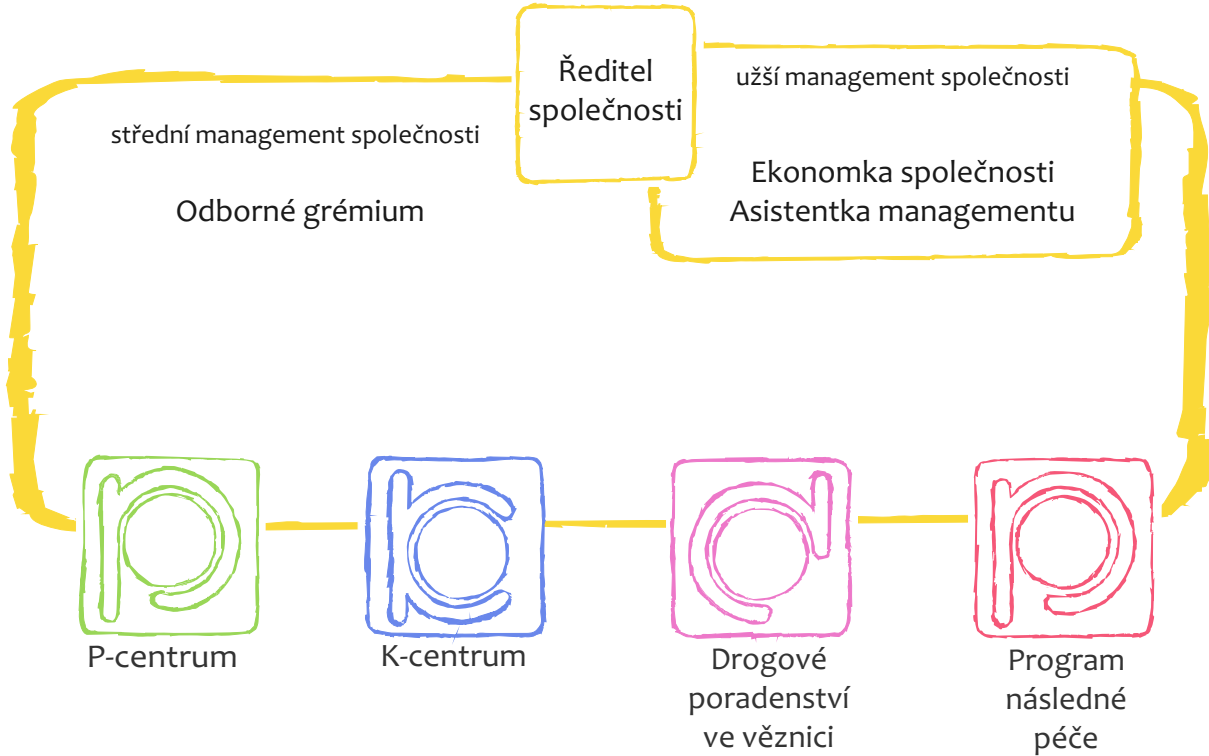 Ředitel
společnosti
užší management společnosti
střední management společnosti
Ekonomka společnosti
Asistentka managementu
Odborné grémium
P-centrum
K-centrum
Drogové
poradenství
ve věznici
Program
následné
péče